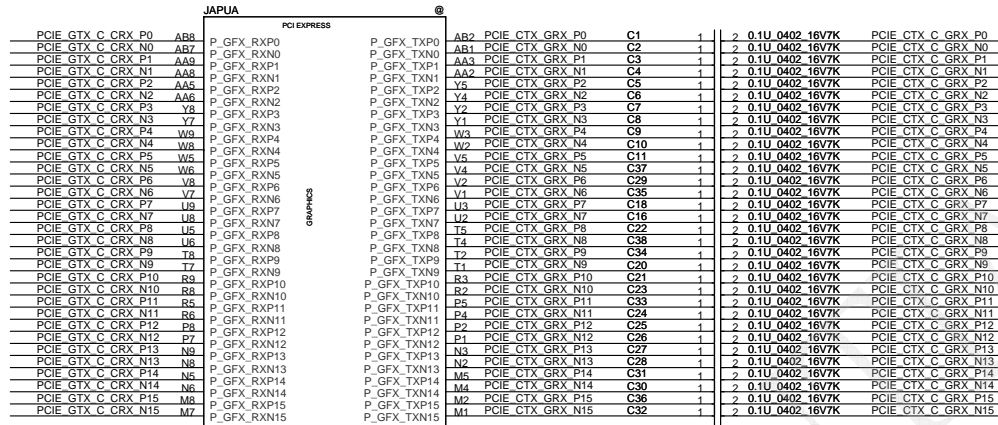 JAPUA @
PCI EXPRESS
PCIE_GTX_C_CRX_P0 AB8 P_GFX_RXP0 P_GFX_TXP0 AB2 PCIE_CTX_GRX_P0 C1 1 2 0.1U_0402_16V7K PCIE_CTX_C_GRX_P0
PCIE_GTX_C_CRX_N0 AB7 P_GFX_RXN0 P_GFX_TXN0 AB1 PCIE_CTX_GRX_N0 C2 1 2 0.1U_0402_16V7K PCIE_CTX_C_GRX_N0
PCIE_GTX_C_CRX_P1 AA9 P_GFX_RXP1 P_GFX_TXP1 AA3 PCIE_CTX_GRX_P1 C3 1 2 0.1U_0402_16V7K PCIE_CTX_C_GRX_P1
PCIE_GTX_C_CRX_N1 AA8 P_GFX_RXN1 P_GFX_TXN1 AA2 PCIE_CTX_GRX_N1 C4 1 2 0.1U_0402_16V7K PCIE_CTX_C_GRX_N1
PCIE_GTX_C_CRX_P2 AA5 P_GFX_RXP2 P_GFX_TXP2 Y5 PCIE_CTX_GRX_P2 C5 1 2 0.1U_0402_16V7K PCIE_CTX_C_GRX_P2
PCIE_GTX_C_CRX_N2 AA6 P_GFX_RXN2 P_GFX_TXN2 Y4 PCIE_CTX_GRX_N2 C6 1 2 0.1U_0402_16V7K PCIE_CTX_C_GRX_N2
PCIE_GTX_C_CRX_P3 Y8 P_GFX_RXP3 P_GFX_TXP3 Y2 PCIE_CTX_GRX_P3 C7 1 2 0.1U_0402_16V7K PCIE_CTX_C_GRX_P3
PCIE_GTX_C_CRX_N3 Y7 P_GFX_RXN3 P_GFX_TXN3 Y1 PCIE_CTX_GRX_N3 C8 1 2 0.1U_0402_16V7K PCIE_CTX_C_GRX_N3
PCIE_GTX_C_CRX_P4 W9 P_GFX_RXP4 P_GFX_TXP4 W3 PCIE_CTX_GRX_P4 C9 1 2 0.1U_0402_16V7K PCIE_CTX_C_GRX_P4
PCIE_GTX_C_CRX_N4 W8 P_GFX_RXN4 P_GFX_TXN4 W2 PCIE_CTX_GRX_N4 C10 1 2 0.1U_0402_16V7K PCIE_CTX_C_GRX_N4
PCIE_GTX_C_CRX_P5 W5 P_GFX_RXP5 P_GFX_TXP5 V5 PCIE_CTX_GRX_P5 C11 1 2 0.1U_0402_16V7K PCIE_CTX_C_GRX_P5
PCIE_GTX_C_CRX_N5 W6 P_GFX_RXN5 P_GFX_TXN5 V4 PCIE_CTX_GRX_N5 C37 1 2 0.1U_0402_16V7K PCIE_CTX_C_GRX_N5
PCIE_GTX_C_CRX_P6 V8 P_GFX_RXP6 P_GFX_TXP6 V2 PCIE_CTX_GRX_P6 C29 1 2 0.1U_0402_16V7K PCIE_CTX_C_GRX_P6
PCIE_GTX_C_CRX_N6 V7 P_GFX_RXN6 P_GFX_TXN6 V1 PCIE_CTX_GRX_N6 C35 1 2 0.1U_0402_16V7K PCIE_CTX_C_GRX_N6
PCIE_GTX_C_CRX_P7 U9 P_GFX_RXP7 P_GFX_TXP7 U3 PCIE_CTX_GRX_P7 C18 1 2 0.1U_0402_16V7K PCIE_CTX_C_GRX_P7
PCIE_GTX_C_CRX_N7 U8 P_GFX_RXN7 P_GFX_TXN7 U2 PCIE_CTX_GRX_N7 C16 1 2 0.1U_0402_16V7K PCIE_CTX_C_GRX_N7
PCIE_GTX_C_CRX_P8 U5 P_GFX_RXP8 P_GFX_TXP8 T5 PCIE_CTX_GRX_P8 C22 1 2 0.1U_0402_16V7K PCIE_CTX_C_GRX_P8
PCIE_GTX_C_CRX_N8 U6 P_GFX_RXN8 P_GFX_TXN8 T4 PCIE_CTX_GRX_N8 C38 1 2 0.1U_0402_16V7K PCIE_CTX_C_GRX_N8
PCIE_GTX_C_CRX_P9 T8 P_GFX_RXP9 P_GFX_TXP9 T2 PCIE_CTX_GRX_P9 C34 1 2 0.1U_0402_16V7K PCIE_CTX_C_GRX_P9
PCIE_GTX_C_CRX_N9 T7 P_GFX_RXN9 P_GFX_TXN9 T1 PCIE_CTX_GRX_N9 C20 1 2 0.1U_0402_16V7K PCIE_CTX_C_GRX_N9
PCIE_GTX_C_CRX_P10 R9 P_GFX_RXP10 P_GFX_TXP10 R3 PCIE_CTX_GRX_P10 C21 1 2 0.1U_0402_16V7K PCIE_CTX_C_GRX_P10
PCIE_GTX_C_CRX_N10 R8 P_GFX_RXN10 P_GFX_TXN10 R2 PCIE_CTX_GRX_N10 C23 1 2 0.1U_0402_16V7K PCIE_CTX_C_GRX_N10
PCIE_GTX_C_CRX_P11 R5 P_GFX_RXP11 P_GFX_TXP11 P5 PCIE_CTX_GRX_P11 C33 1 2 0.1U_0402_16V7K PCIE_CTX_C_GRX_P11
PCIE_GTX_C_CRX_N11 R6 P_GFX_RXN11 P_GFX_TXN11 P4 PCIE_CTX_GRX_N11 C24 1 2 0.1U_0402_16V7K PCIE_CTX_C_GRX_N11
PCIE_GTX_C_CRX_P12 P8 P_GFX_RXP12 P_GFX_TXP12 P2 PCIE_CTX_GRX_P12 C25 1 2 0.1U_0402_16V7K PCIE_CTX_C_GRX_P12
PCIE_GTX_C_CRX_N12 P7 P_GFX_RXN12 P_GFX_TXN12 P1 PCIE_CTX_GRX_N12 C26 1 2 0.1U_0402_16V7K PCIE_CTX_C_GRX_N12
PCIE_GTX_C_CRX_P13 N9 P_GFX_RXP13 P_GFX_TXP13 N3 PCIE_CTX_GRX_P13 C27 1 2 0.1U_0402_16V7K PCIE_CTX_C_GRX_P13
PCIE_GTX_C_CRX_N13 N8 P_GFX_RXN13 P_GFX_TXN13 N2 PCIE_CTX_GRX_N13 C28 1 2 0.1U_0402_16V7K PCIE_CTX_C_GRX_N13
PCIE_GTX_C_CRX_P14 N5 P_GFX_RXP14 P_GFX_TXP14 M5 PCIE_CTX_GRX_P14 C31 1 2 0.1U_0402_16V7K PCIE_CTX_C_GRX_P14
PCIE_GTX_C_CRX_N14 N6 P_GFX_RXN14 P_GFX_TXN14 M4 PCIE_CTX_GRX_N14 C30 1 2 0.1U_0402_16V7K PCIE_CTX_C_GRX_N14
PCIE_GTX_C_CRX_P15 M8 P_GFX_RXP15 P_GFX_TXP15 M2 PCIE_CTX_GRX_P15 C36 1 2 0.1U_0402_16V7K PCIE_CTX_C_GRX_P15
PCIE_GTX_C_CRX_N15 M7 P_GFX_RXN15 P_GFX_TXN15 M1 PCIE_CTX_GRX_N15 C32 1 2 0.1U_0402_16V7K PCIE_CTX_C_GRX_N15
GRAPHICS